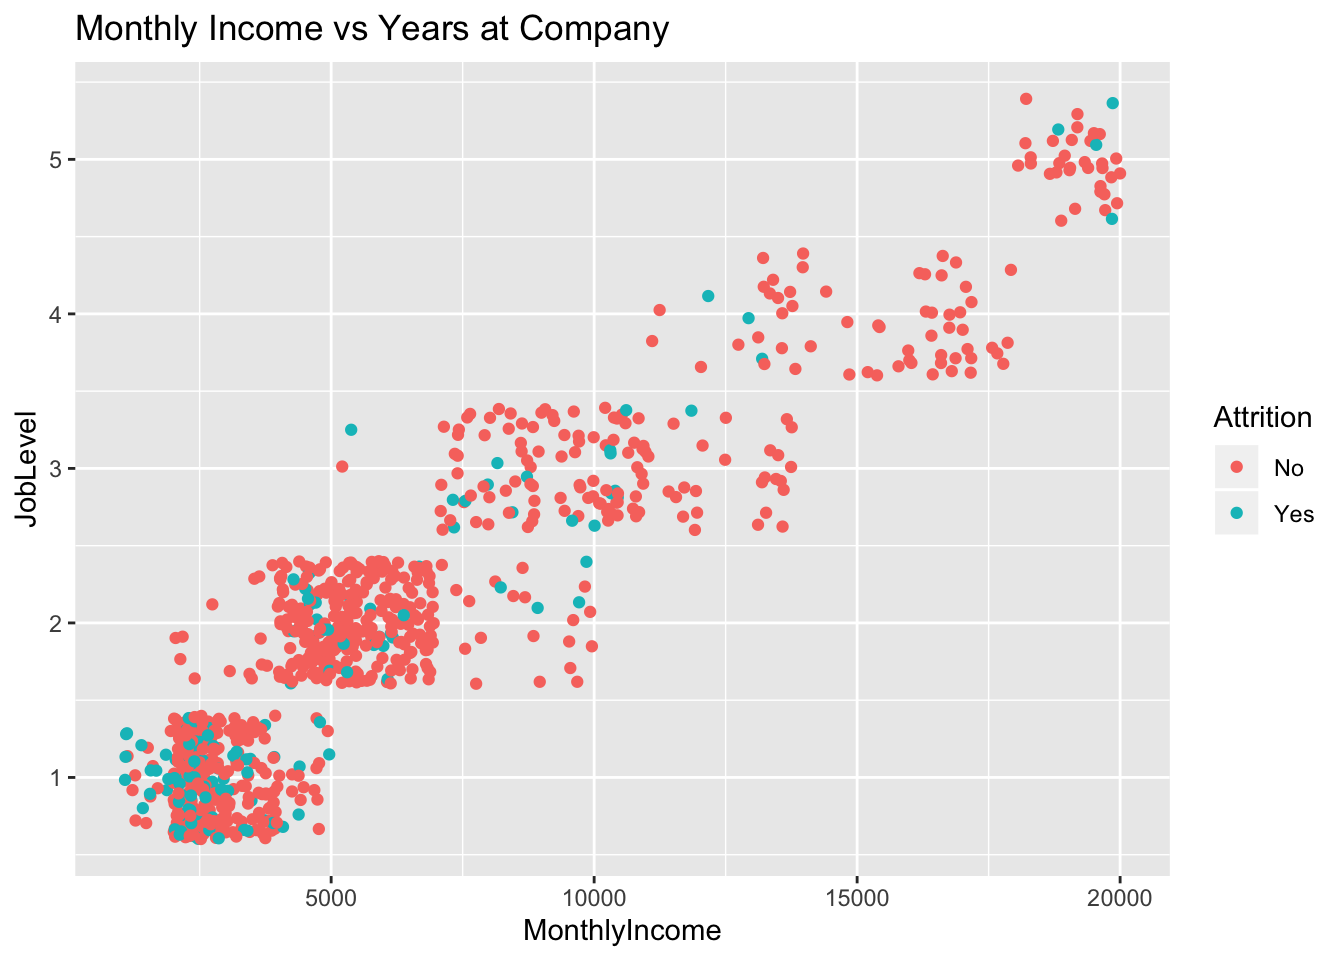 Monthly Income vs Years at Company
5
4
3
2
1
JobLevel
5000 10000 15000 20000
MonthlyIncome
Attrition
No
Yes